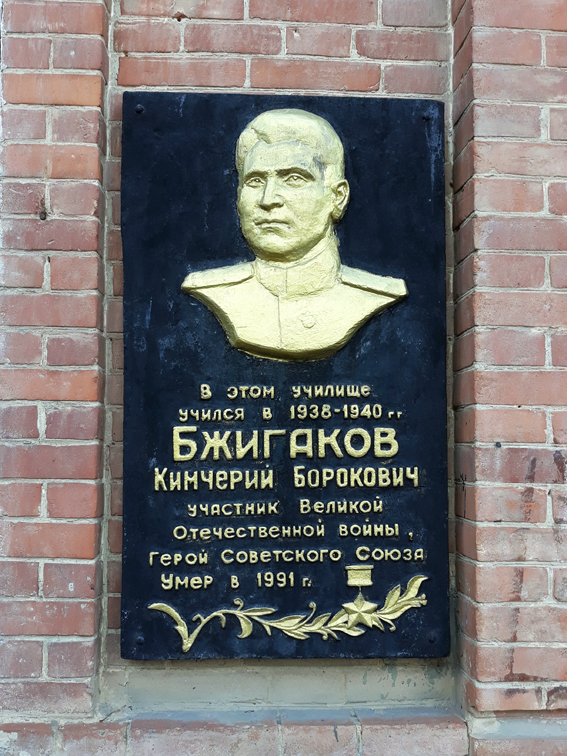 В этом училище
учился в 1938-1940 гг
Бжигаков
Кимчерий Борокович
участник Великой
Отечественной войны,
Герой Советского Союза
Умер в 1991 г.